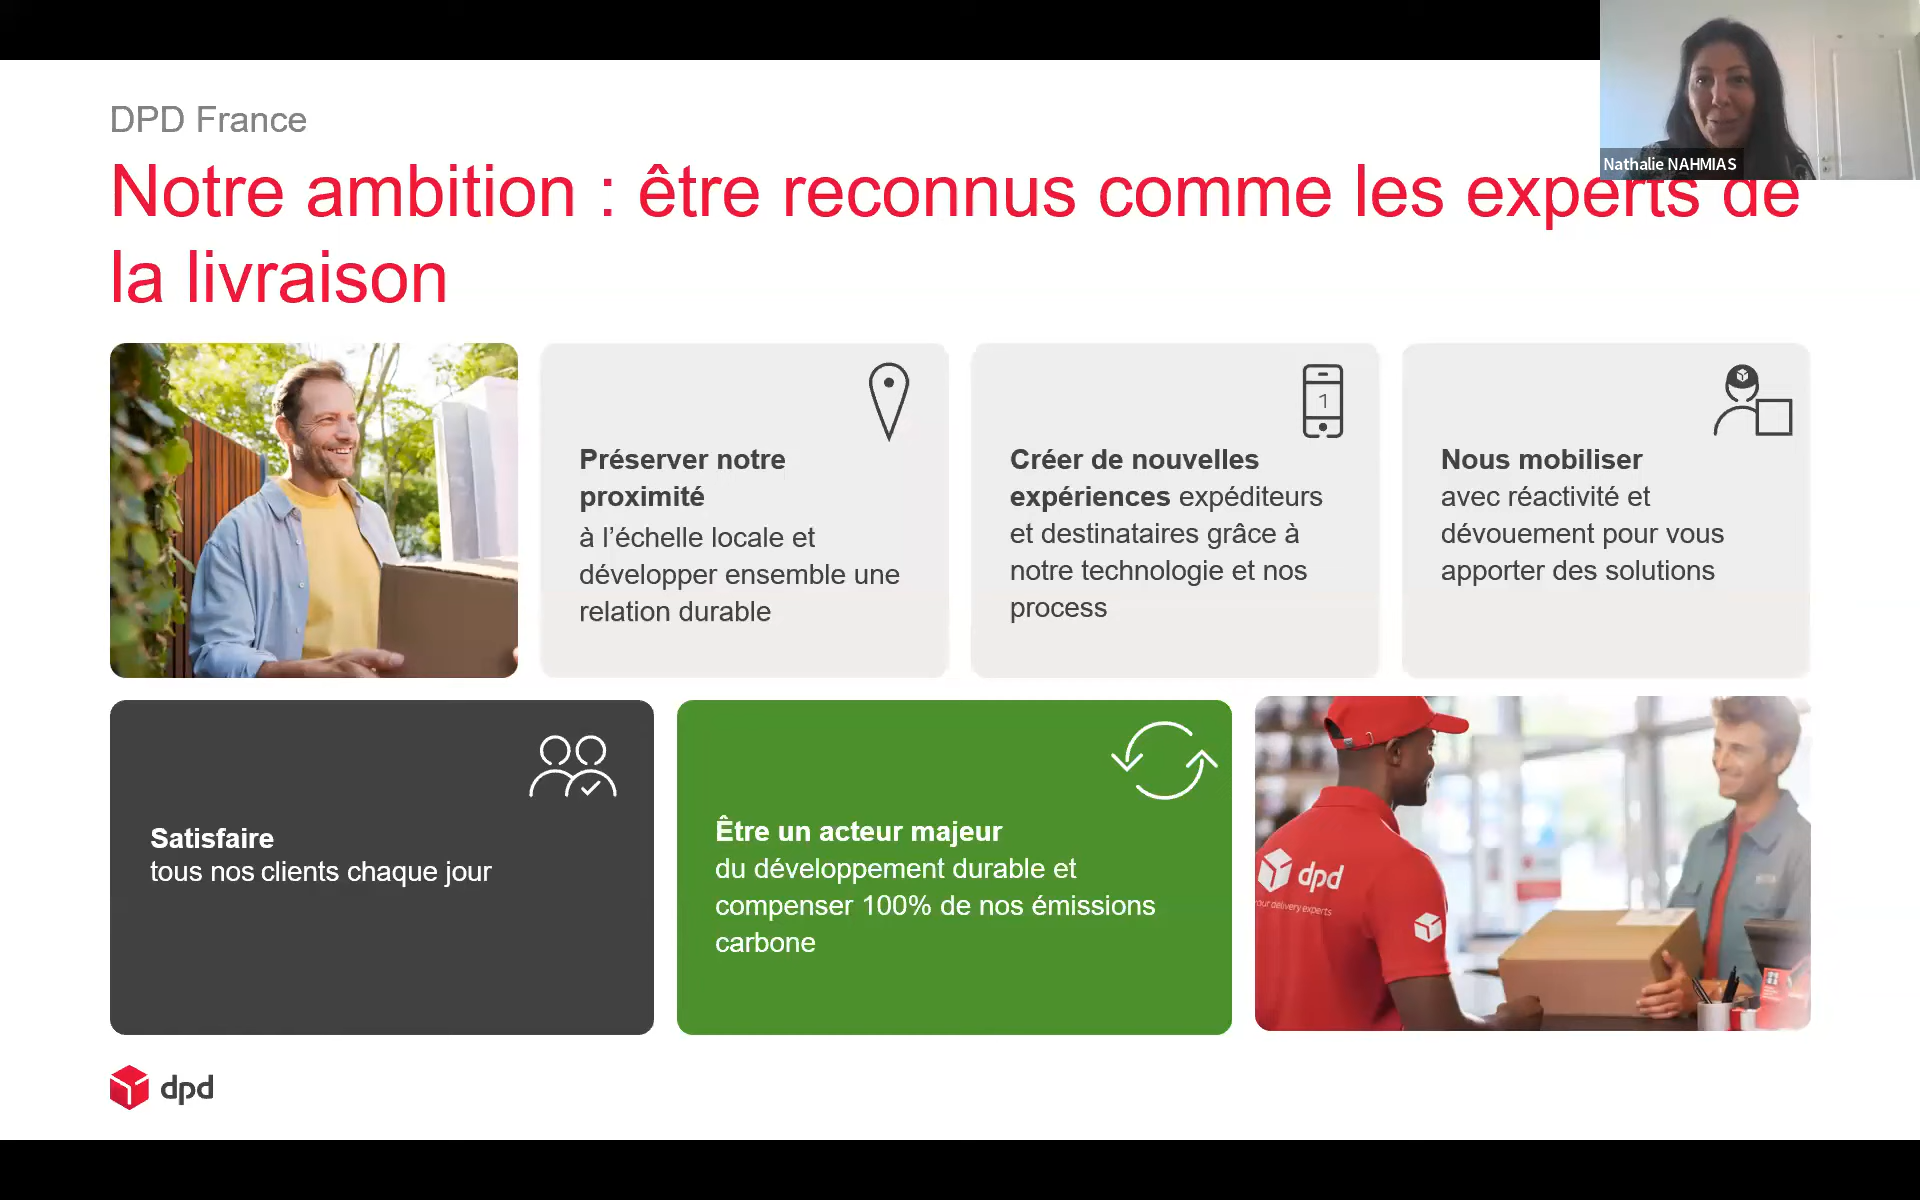 Nathalie NAHMIAS
DPD France
Notre ambition : être reconnus comme les experts de
la livraison
Préserver notre
proximité
à l’échelle locale et
développer ensemble une
relation durable
1
Créer de nouvelles
expériences expéditeurs
et destinataires grâce à
notre technologie et nos
process
Nous mobiliser
avec réactivité et
dévouement pour vous
apporter des solutions
Satisfaire
tous nos clients chaque jour
Être un acteur majeur
du développement durable et
compenser 100% de nos émissions
carbone
dpd
your delivery experts
dpd